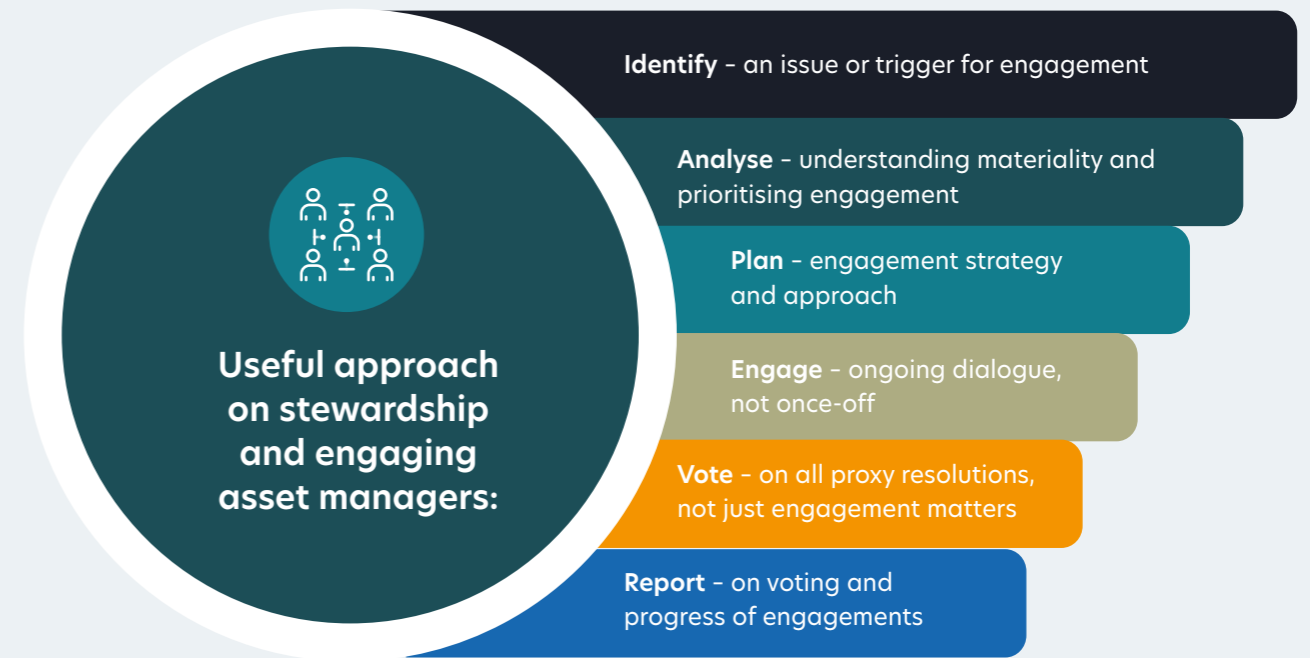 Useful approach
on stewardship
and engaging
asset managers:
Identify – an issue or trigger for engagement
Analyse – understanding materiality and
prioritising engagement
Plan – engagement strategy
and approach
Engage – ongoing dialogue,
not once-off
Vote – on all proxy resolutions,
not just engagement matters
Report – on voting and
progress of engagements